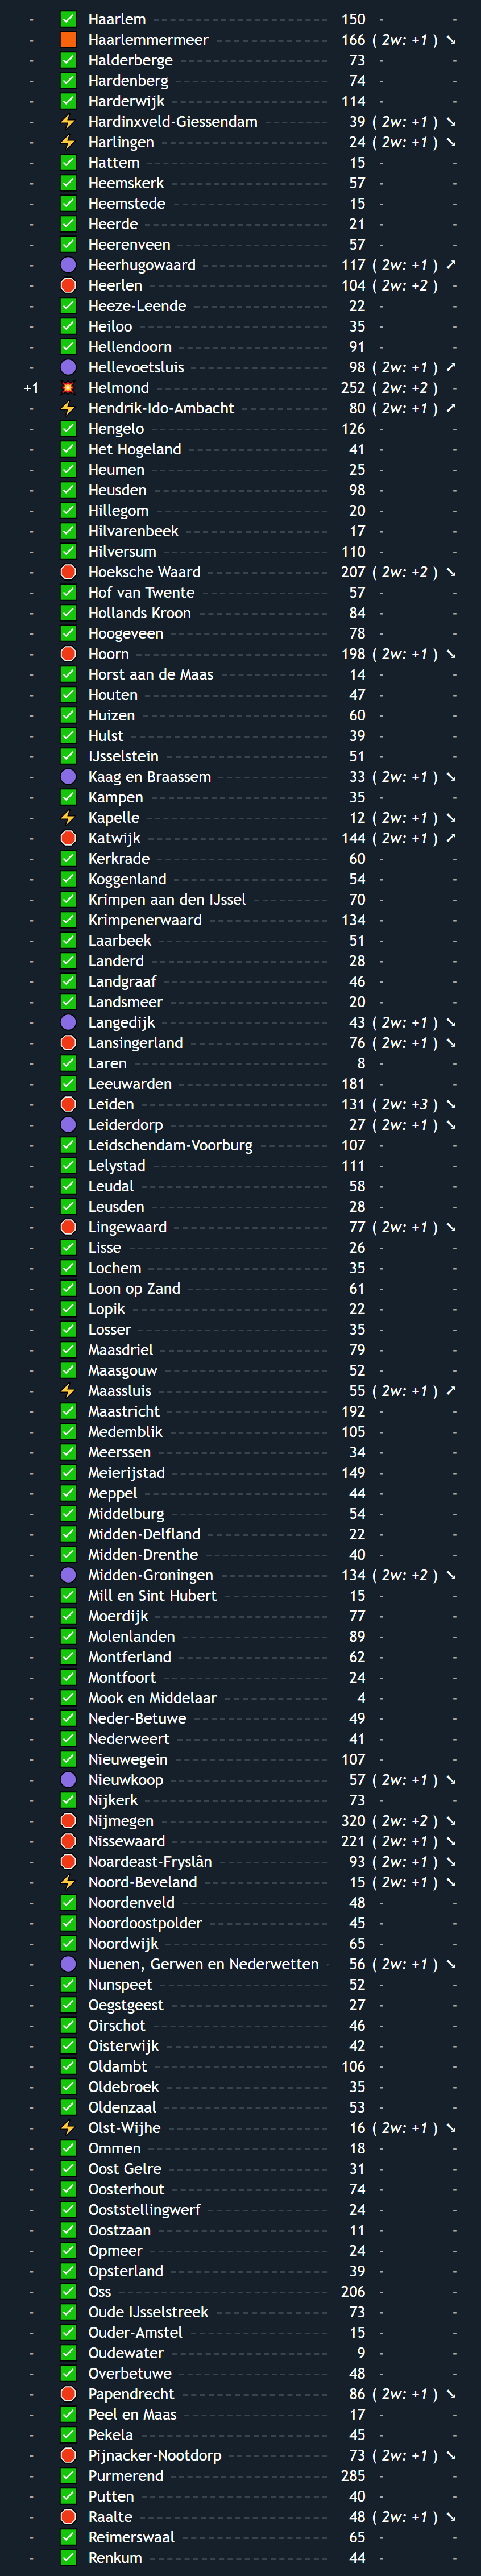 - ✅ Haarlem 150 - -
- 🟧 Haarlemmermeer 166 ( 2w: +1 ) ➘
- ✅ Halderberge 73 - -
- ✅ Hardenberg 74 - -
- ✅ Harderwijk 114 - -
- ⚡ Hardinxveld-Giessendam 39 ( 2w: +1 ) ➘
- ⚡ Harlingen 24 ( 2w: +1 ) ➘
- ✅ Hattem 15 - -
- ✅ Heemskerk 57 - -
- ✅ Heemstede 15 - -
- ✅ Heerde 21 - -
- ✅ Heerenveen 57 - -
- 🟣 Heerhugowaard 117 ( 2w: +1 ) ➚
- 🛑 Heerlen 104 ( 2w: +2 ) -
- ✅ Heeze-Leende 22 - -
- ✅ Heiloo 35 - -
- ✅ Hellendoorn 91 - -
- 🟣 Hellevoetsluis 98 ( 2w: +1 ) ➚
+1 💥 Helmond 252 ( 2w: +2 ) -
- ⚡ Hendrik-Ido-Ambacht 80 ( 2w: +1 ) ➚
- ✅ Hengelo 126 - -
- ✅ Het Hogeland 41 - -
- ✅ Heumen 25 - -
- ✅ Heusden 98 - -
- ✅ Hillegom 20 - -
- ✅ Hilvarenbeek 17 - -
- ✅ Hilversum 110 - -
- 🛑 Hoeksche Waard 207 ( 2w: +2 ) ➘
- ✅ Hof van Twente 57 - -
- ✅ Hollands Kroon 84 - -
- ✅ Hoogeveen 78 - -
- 🛑 Hoorn 198 ( 2w: +1 ) ➘
- ✅ Horst aan de Maas 14 - -
- ✅ Houten 47 - -
- ✅ Huizen 60 - -
- ✅ Hulst 39 - -
- ✅ IJsselstein 51 - -
- 🟣 Kaag en Braassem 33 ( 2w: +1 ) ➘
- ✅ Kampen 35 - -
- ⚡ Kapelle 12 ( 2w: +1 ) ➘
- 🛑 Katwijk 144 ( 2w: +1 ) ➚
- ✅ Kerkrade 60 - -
- ✅ Koggenland 54 - -
- ✅ Krimpen aan den IJssel 70 - -
- ✅ Krimpenerwaard 134 - -
- ✅ Laarbeek 51 - -
- ✅ Landerd 28 - -
- ✅ Landgraaf 46 - -
- ✅ Landsmeer 20 - -
- 🟣 Langedijk 43 ( 2w: +1 ) ➘
- 🛑 Lansingerland 76 ( 2w: +1 ) ➘
- ✅ Laren 8 - -
- ✅ Leeuwarden 181 - -
- 🛑 Leiden 131 ( 2w: +3 ) ➘
- 🟣 Leiderdorp 27 ( 2w: +1 ) ➘
- ✅ Leidschendam-Voorburg 107 - -
- ✅ Lelystad 111 - -
- ✅ Leudal 58 - -
- ✅ Leusden 28 - -
- 🛑 Lingewaard 77 ( 2w: +1 ) ➘
- ✅ Lisse 26 - -
- ✅ Lochem 35 - -
- ✅ Loon op Zand 61 - -
- ✅ Lopik 22 - -
- ✅ Losser 35 - -
- ✅ Maasdriel 79 - -
- ✅ Maasgouw 52 - -
- ⚡ Maassluis 55 ( 2w: +1 ) ➚
- ✅ Maastricht 192 - -
- ✅ Medemblik 105 - -
- ✅ Meerssen 34 - -
- ✅ Meierijstad 149 - -
- ✅ Meppel 44 - -
- ✅ Middelburg 54 - -
- ✅ Midden-Delfland 22 - -
- ✅ Midden-Drenthe 40 - -
- 🟣 Midden-Groningen 134 ( 2w: +2 ) ➘
- ✅ Mill en Sint Hubert 15 - -
- ✅ Moerdijk 77 - -
- ✅ Molenlanden 89 - -
- ✅ Montferland 62 - -
- ✅ Montfoort 24 - -
- ✅ Mook en Middelaar 4 - -
- ✅ Neder-Betuwe 49 - -
- ✅ Nederweert 41 - -
- ✅ Nieuwegein 107 - -
- 🟣 Nieuwkoop 57 ( 2w: +1 ) ➘
- ✅ Nijkerk 73 - -
- 🛑 Nijmegen 320 ( 2w: +2 ) ➘
- 🛑 Nissewaard 221 ( 2w: +1 ) ➘
- 🛑 Noardeast-Fryslân 93 ( 2w: +1 ) ➘
- ⚡ Noord-Beveland 15 ( 2w: +1 ) ➘
- ✅ Noordenveld 48 - -
- ✅ Noordoostpolder 45 - -
- ✅ Noordwijk 65 - -
- 🟣 Nuenen, Gerwen en Nederwetten 56 ( 2w: +1 ) ➘
- ✅ Nunspeet 52 - -
- ✅ Oegstgeest 27 - -
- ✅ Oirschot 46 - -
- ✅ Oisterwijk 42 - -
- ✅ Oldambt 106 - -
- ✅ Oldebroek 35 - -
- ✅ Oldenzaal 53 - -
- ⚡ Olst-Wijhe 16 ( 2w: +1 ) ➘
- ✅ Ommen 18 - -
- ✅ Oost Gelre 31 - -
- ✅ Oosterhout 74 - -
- ✅ Ooststellingwerf 24 - -
- ✅ Oostzaan 11 - -
- ✅ Opmeer 24 - -
- ✅ Opsterland 39 - -
- ✅ Oss 206 - -
- ✅ Oude IJsselstreek 73 - -
- ✅ Ouder-Amstel 15 - -
- ✅ Oudewater 9 - -
- ✅ Overbetuwe 48 - -
- 🛑 Papendrecht 86 ( 2w: +1 ) ➘
- ✅ Peel en Maas 17 - -
- ✅ Pekela 45 - -
- 🛑 Pijnacker-Nootdorp 73 ( 2w: +1 ) ➘
- ✅ Purmerend 285 - -
- ✅ Putten 40 - -
- 🛑 Raalte 48 ( 2w: +1 ) ➘
- ✅ Reimerswaal 65 - -
- ✅ Renkum 44 - -